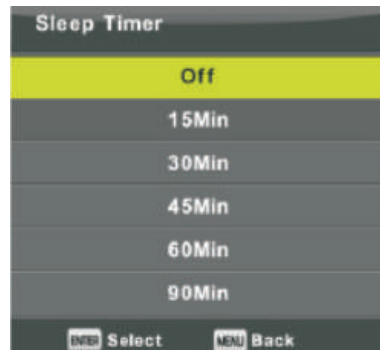 Sleep Timer
Off
15Min
30Min
45Min
60Min
90Min
ENTER Select MENU Back